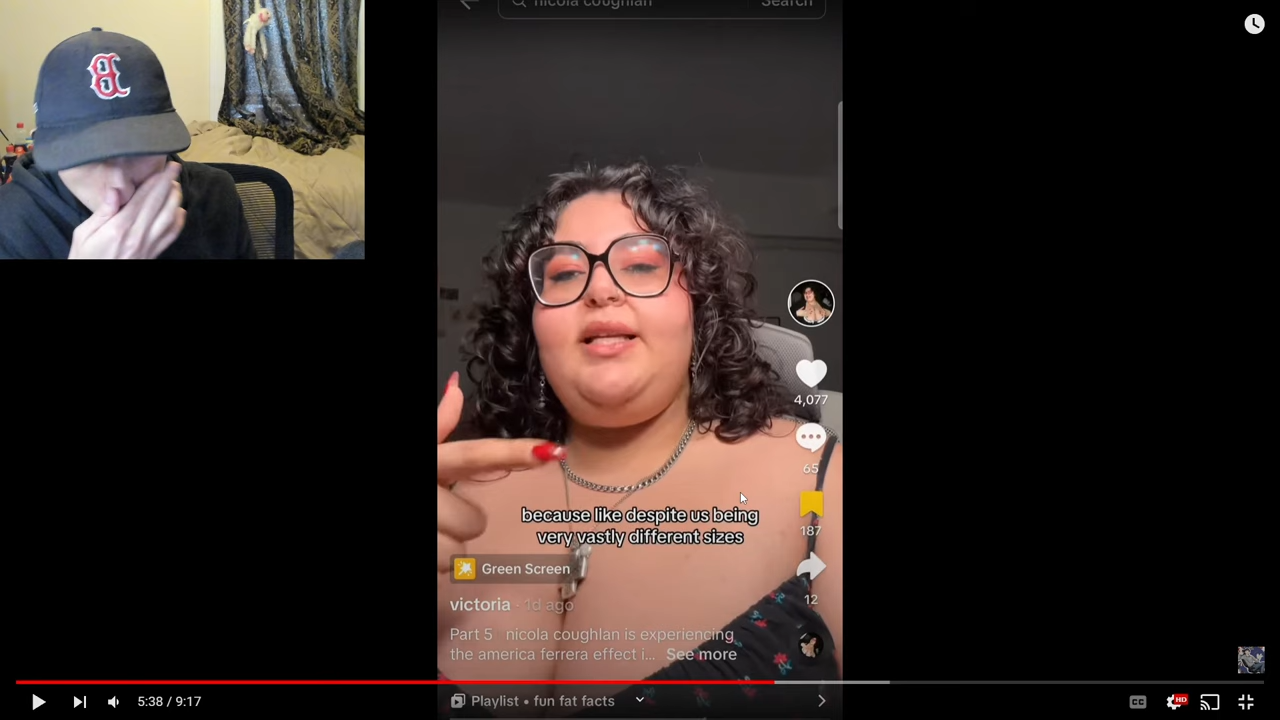 nicola coughlan Search
B
4,077
65
because like despite us being
very vastly different sizes
187
Green Screen
victoria · 1d ago
12
Part 5 nicola coughlan is experiencing
the america ferrera effect i... See more
Playlist • fun fat facts
5:38 / 9:17
CC
HD